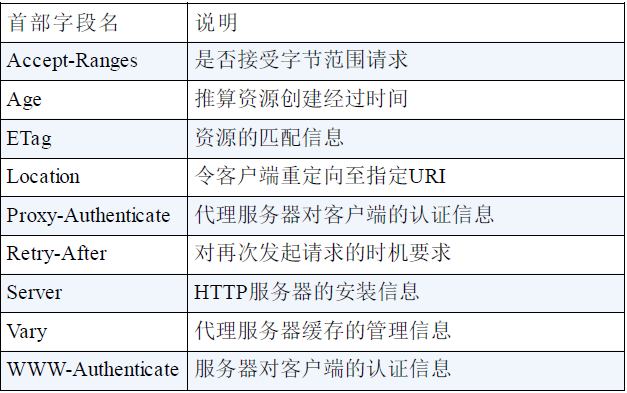 首部字段名 说明
Accept-Ranges 是否接受字节范围请求
Age 推算资源创建经过时间
ETag 资源的匹配信息
Location 令客户端重定向至指定URI
Proxy-Authenticate 代理服务器对客户端的认证信息
Retry-After 对再次发起请求的时机要求
Server HTTP服务器的安装信息
Vary 代理服务器缓存的管理信息
WWW-Authenticate 服务器对客户端的认证信息